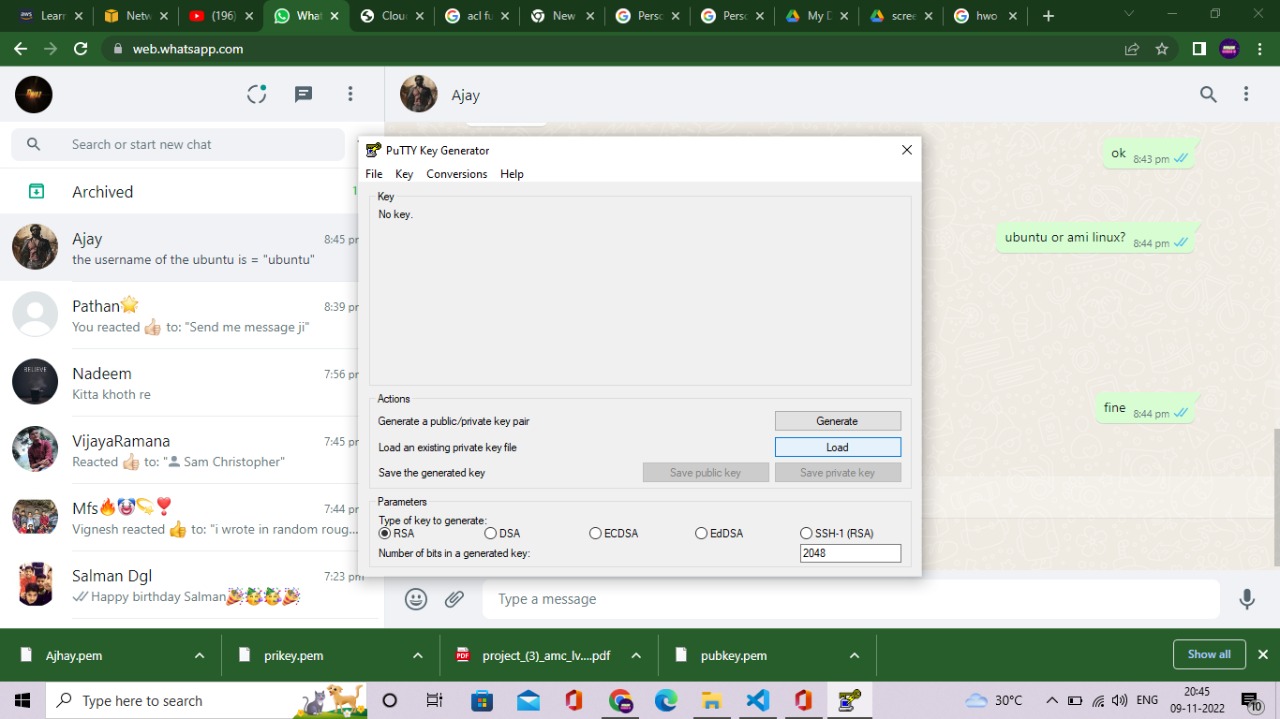 Learn
Netw
(196)
What
Clou
acl fu
New
Perso
Perso
My D
scree
hwo
web.whatsapp.com
Ajay
Search or start new chat
Archived
1
Ajay
8:45 pm
the username of the ubuntu is = "ubuntu"
Pathan🌟
8:39 pm
You reacted 👍🏻 to: "Send me message ji"
Nadeem
7:56 pm
Kitta khoth re
VijayaRamana
7:45 pm
Reacted 👍🏻 to: "Sam Christopher"
Mfs🔥🤡💫❣️
7:44 pm
Vignesh reacted 👍 to: "i wrote in random roug...
Salman Dgl
7:23 pm
Happy birthday Salman🎉🥳🥳🎉
ok 8:43 pm
ubuntu or ami linux? 8:44 pm
fine 8:44 pm
Type a message
PuTTY Key Generator
File Key Conversions Help
Key
No key.
Actions
Generate a public/private key pair
Generate
Load an existing private key file
Load
Save the generated key
Save public key
Save private key
Parameters
Type of key to generate:
RSA DSA ECDSA EdDSA SSH-1 (RSA)
Number of bits in a generated key:
2048
Ajhay.pem
prikey.pem
PDF
project_(3)_amc_lv....pdf
pubkey.pem
Show all
Type here to search
30°C
ENG
20:45
09-11-2022
10